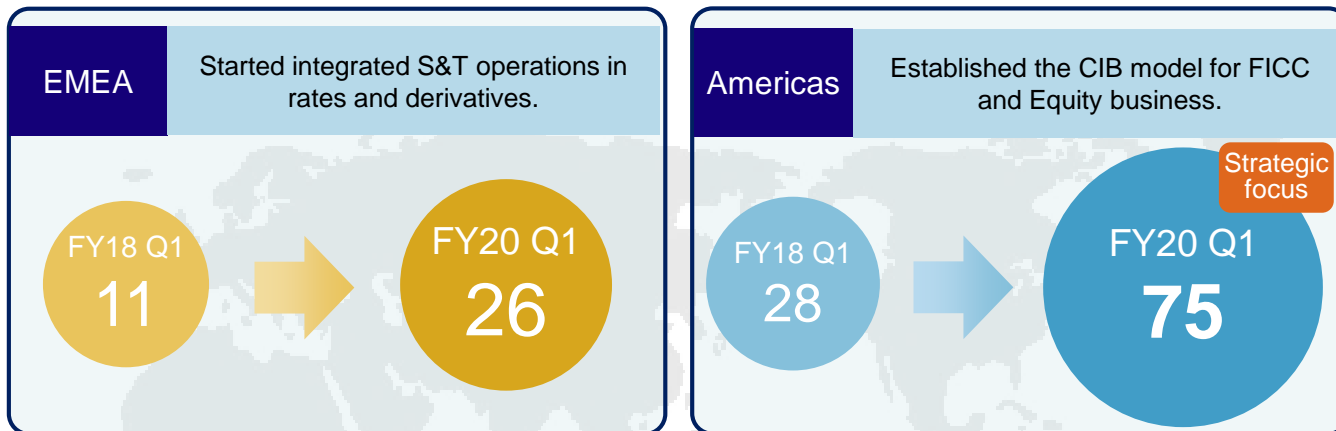 EMEA
Started integrated S&T operations in
rates and derivatives.
FY18 Q1
11
FY20 Q1
26
Americas
Established the CIB model for FICC
and Equity business.
Strategic
focus
FY18 Q1
28
FY20 Q1
75